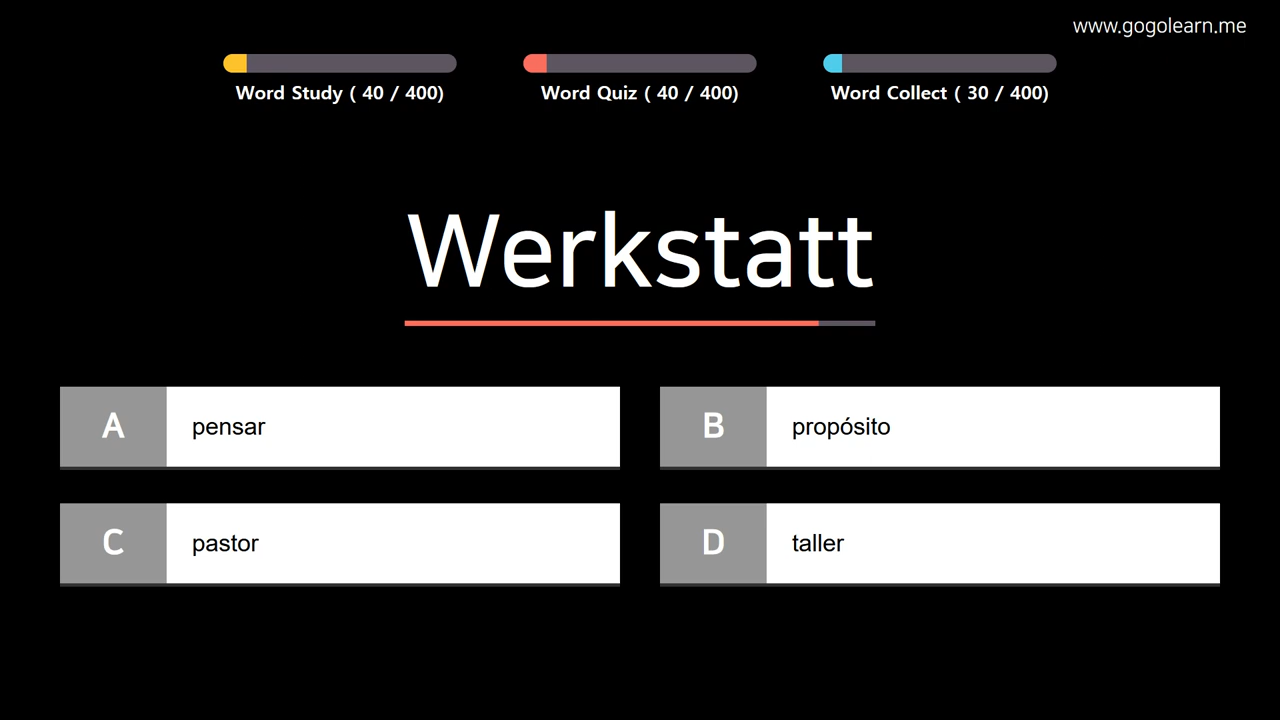 www.gogolearn.me
Word Study ( 40 / 400)
Word Quiz ( 40 / 400)
Word Collect ( 30 / 400)
Werkstatt
A pensar
B propósito
C pastor
D taller